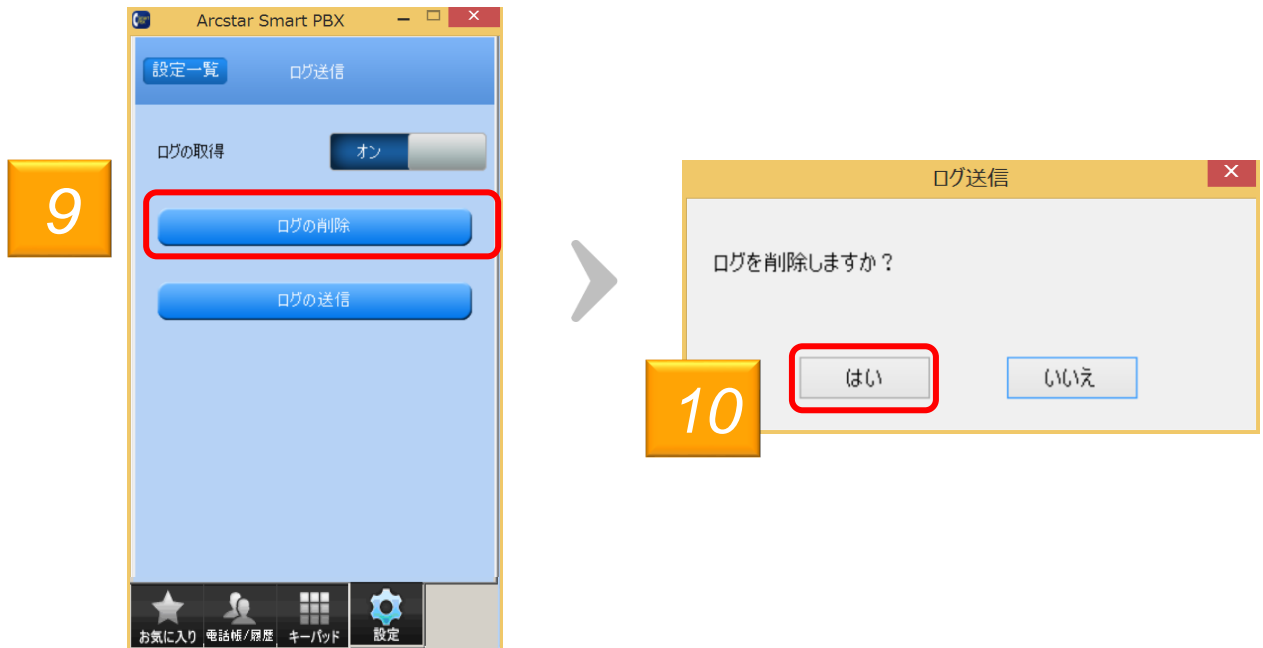 Arcstar Smart PBX
設定一覧
ログ送信
ログの取得
オン
9
ログの削除
ログの送信
お気に入り
電話帳/履歴
キーパッド
設定
ログ送信
ログを削除しますか？
10
はい
いいえ